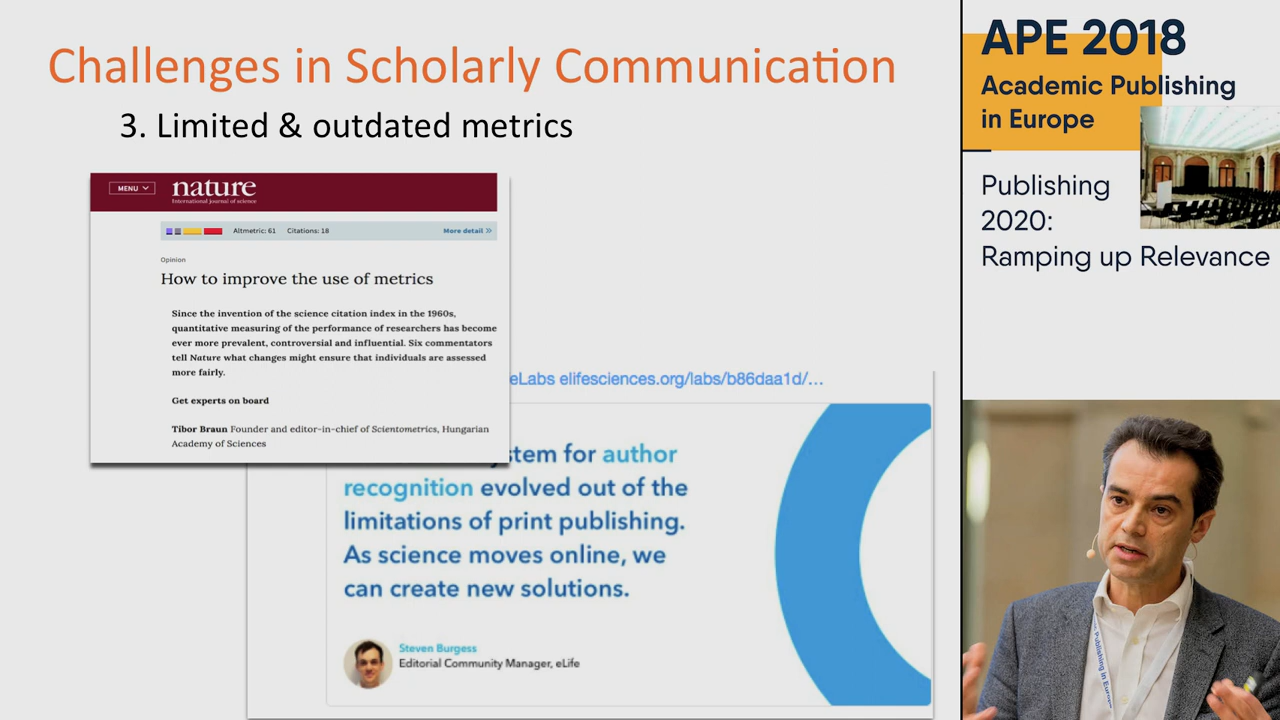 Challenges in Scholarly Communication
3. Limited & outdated metrics
MENU
nature
International journal of science
Altmetric: 61 Citations: 18 More detail »
Opinion
How to improve the use of metrics
Since the invention of the science citation index in the 1960s,
quantitative measuring of the performance of researchers has become
ever more prevalent, controversial and influential. Six commentators
tell Nature what changes might ensure that individuals are assessed
more fairly.
Get experts on board
Tibor Braun Founder and editor-in-chief of Scientometrics, Hungarian
Academy of Sciences
eLabs elifesciences.org/labs/b86daa1d/…
for author
recognition evolved out of the
limitations of print publishing.
As science moves online, we
can create new solutions.
Steven Burgess
Editorial Community Manager, eLife
APE 2018
Academic Publishing
in Europe
Publishing
2020:
Ramping up Relevance
Publishing in Europe